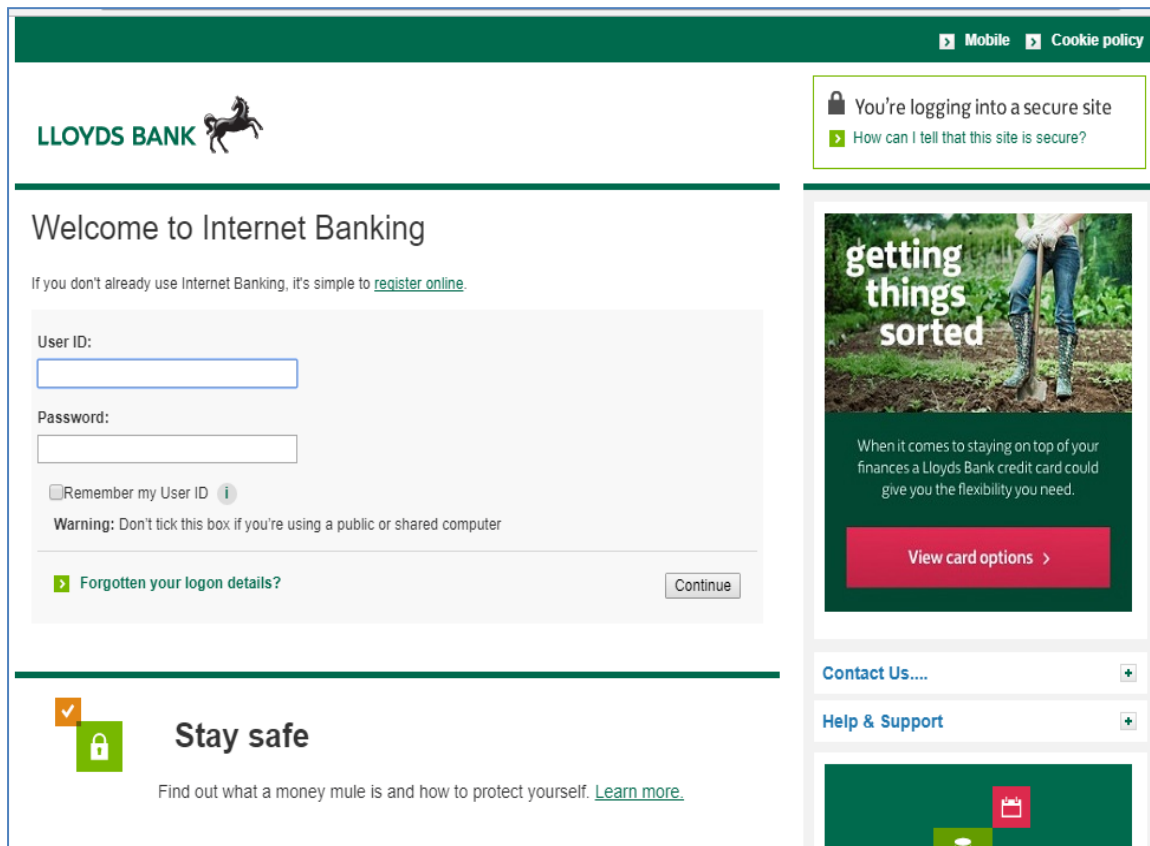 Mobile
Cookie policy
LLOYDS BANK
You're logging into a secure site
How can I tell that this site is secure?
Welcome to Internet Banking
If you don't already use Internet Banking, it's simple to register online.
User ID:
Password:
Remember my User ID i
Warning: Don't tick this box if you're using a public or shared computer
Forgotten your logon details?
Continue
getting
things
sorted
When it comes to staying on top of your
finances a Lloyds Bank credit card could
give you the flexibility you need.
View card options
Contact Us....
Help & Support
Stay safe
Find out what a money mule is and how to protect yourself. Learn more.